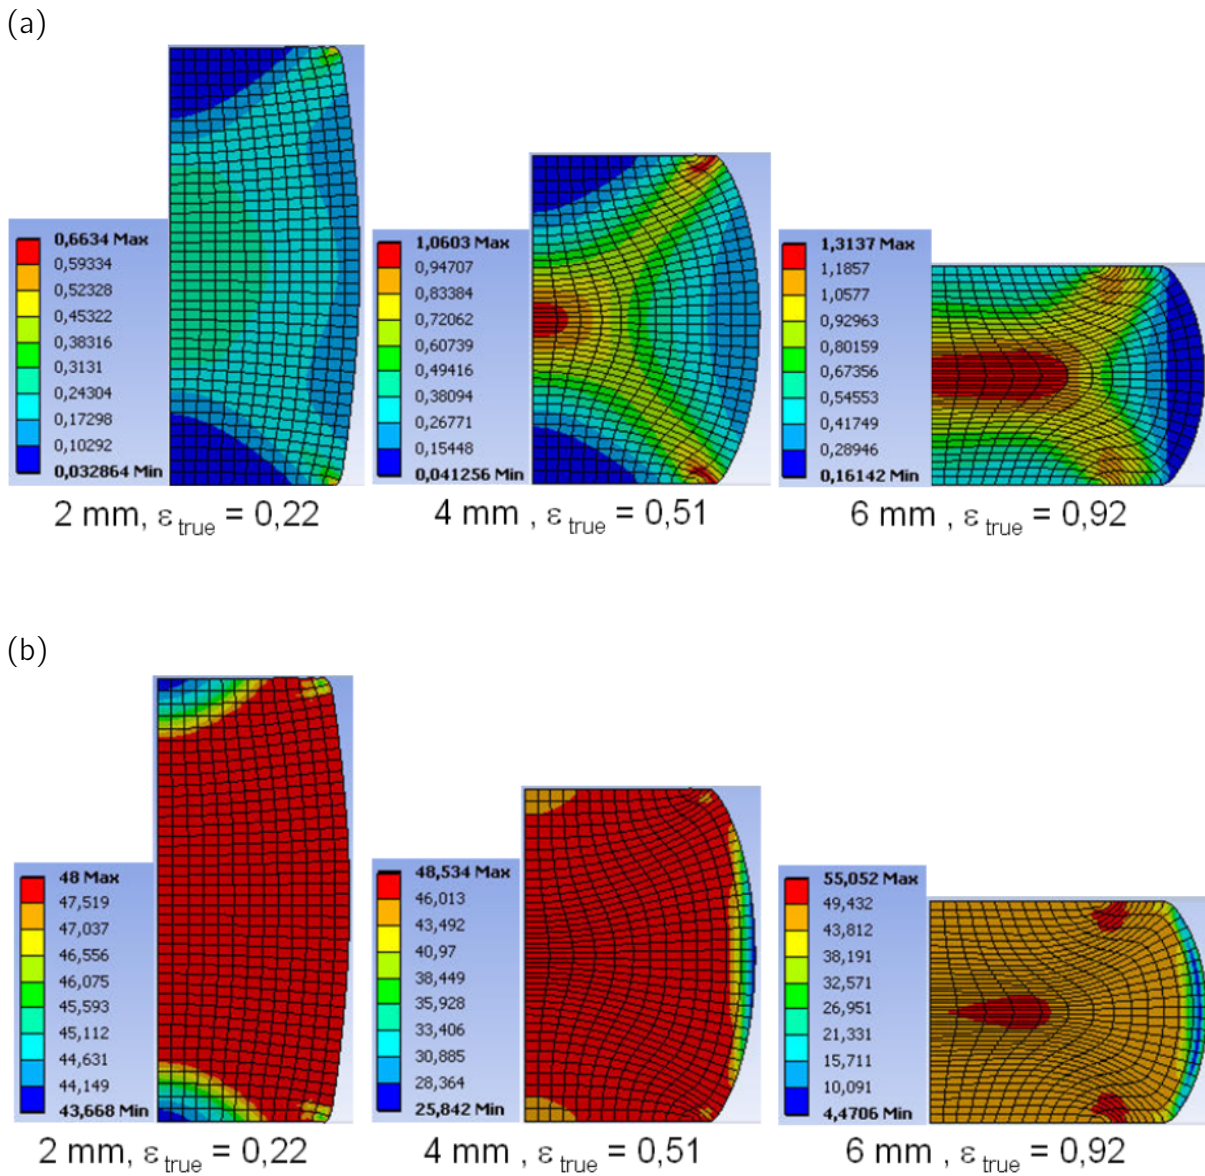 (a)
0,6634 Max
0,59334
0,52328
0,45322
0,38316
0,3131
0,24304
0,17298
0,10292
0,032864 Min
2 mm, ε true = 0,22
1,0603 Max
0,94707
0,83384
0,72062
0,60739
0,49416
0,38094
0,26771
0,15448
0,041256 Min
4 mm , ε true = 0,51
1,3137 Max
1,1857
1,0577
0,92963
0,80159
0,67356
0,54553
0,41749
0,28946
0,16142 Min
6 mm , ε true = 0,92
(b)
48 Max
47,519
47,037
46,556
46,075
45,593
45,112
44,631
44,149
43,668 Min
2 mm, ε true = 0,22
48,534 Max
46,013
43,492
40,97
38,449
35,928
33,406
30,885
28,364
25,842 Min
4 mm , ε true = 0,51
55,052 Max
49,432
43,812
38,191
32,571
26,951
21,331
15,711
10,091
4,4706 Min
6 mm , ε true = 0,92